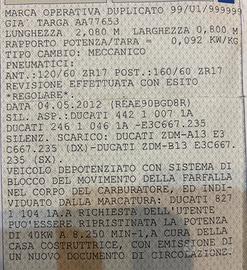 MARCA OPERATIVA DUPLICATO 99/U1/999999
GIA' TARGA AA77653
LUNGHEZZA 2,080 M LARGHEZZA 0,800 M
RAPPORTO POTENZA/TARA = 0,092 KW/KG
TIPO CAMBIO: MECCANICO
PNEUMATICI:
ANT.:120/60 ZR17 POST.:160/60 ZR17
REVISIONE EFFETTUATA CON ESITO
*REGOLARE*.
DATA 04.05.2012 (REAE90BGD8R)
SIL. ASP.:DUCATI 442 1 007 1A
DUCATI 246 1 046 1A -E3C667.235
SILENZ. SCARICO: DUCATI ZDM-A13 E3
C667.235 (DX)-DUCATI ZDM-B13 E3C667.
235 (SX)
VEICOLO DEPOTENZIATO CON SISTEMA DI
BLOCCO DEL MOVIMENTO DELLA FARFALLA
NEL CORPO DEL CARBURATORE, ED INDI-
VIDUATO DALLA MARCATURA: DUCATI 827
1 104 1A.A RICHIESTA DELL'UTENTE
PUO'ESSERE RIPRISTINATA LA POTENZA
DI 40KW A 8.250 MIN-1,A CURA DELLA
CASA COSTRUTTRICE, CON EMISSIONE DI
UN NUOVO DOCUMENTO DI CIRCOLAZIONE.